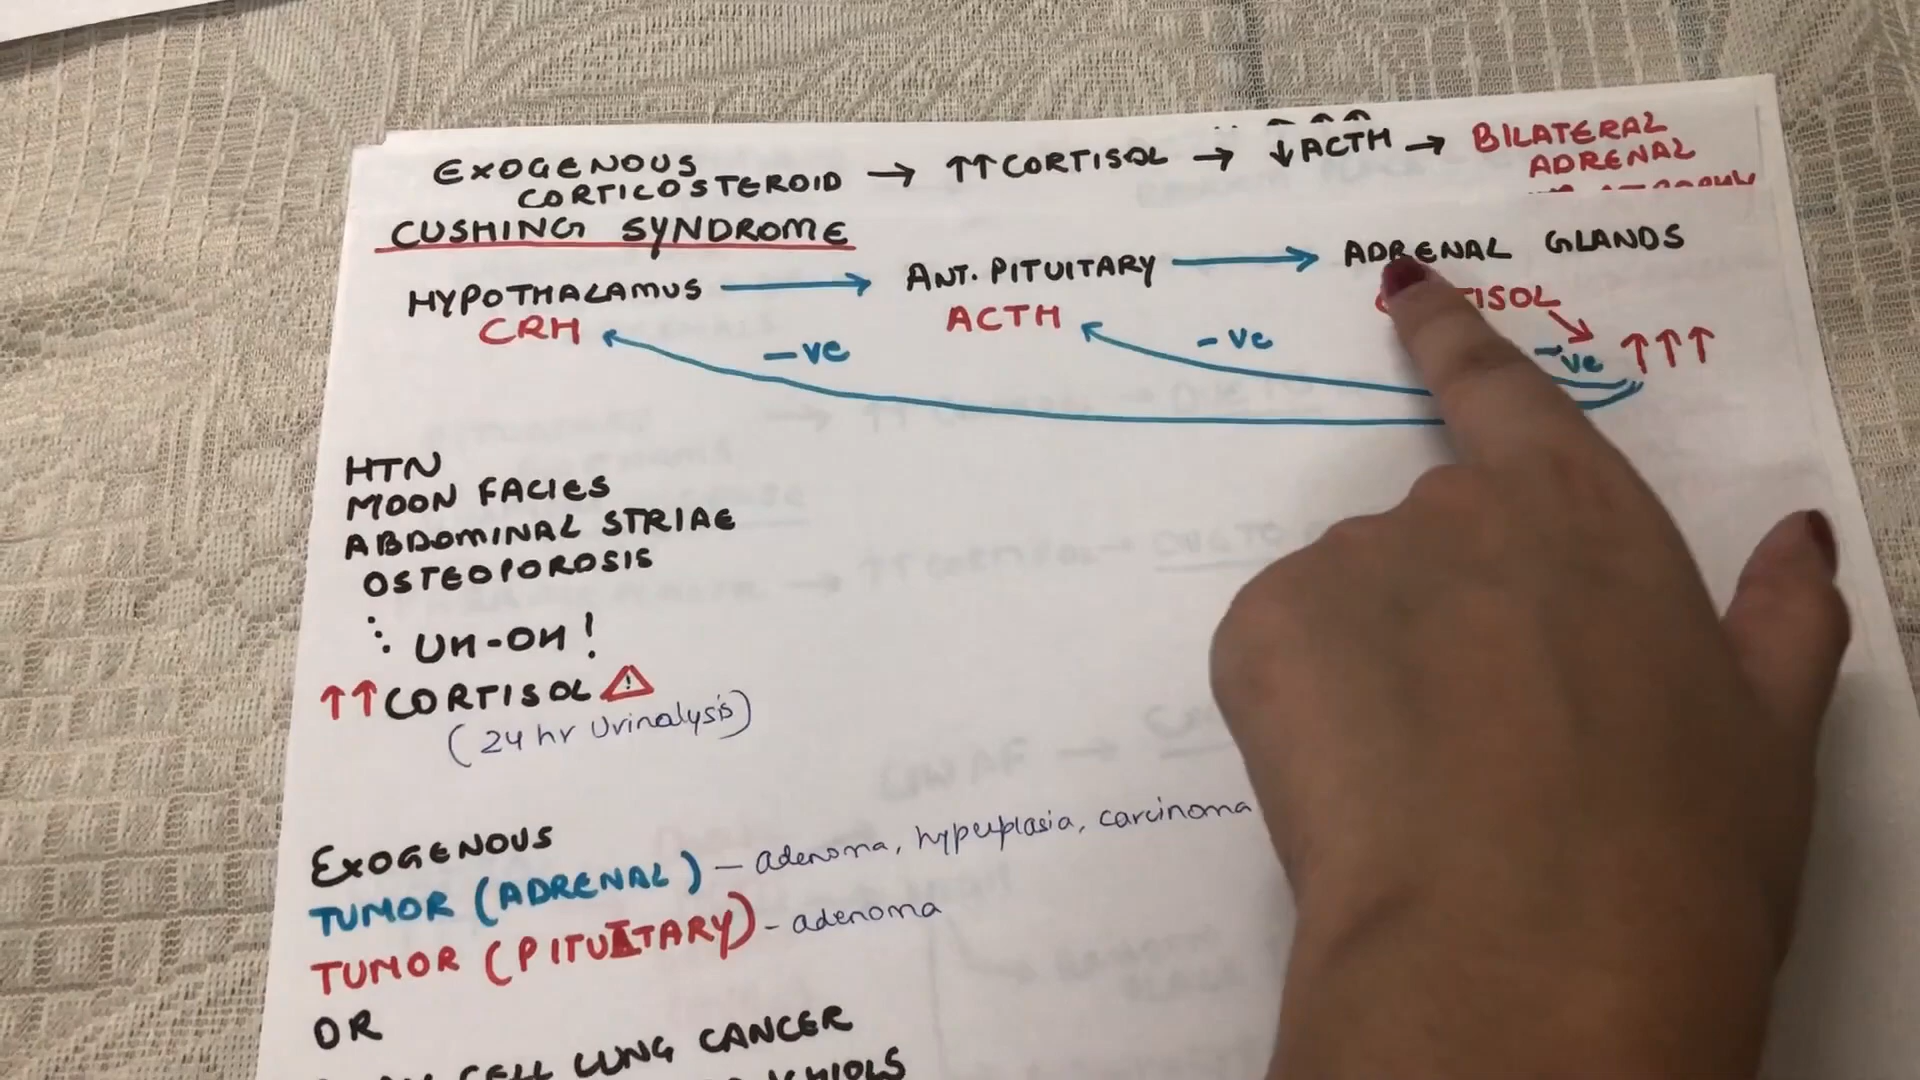 EXOGENOUS CORTICOSTEROID → ↑↑ CORTISOL → ↓ ACTH → BILATERAL ADRENAL
CUSHING SYNDROME
HYPOTHALAMUS → ANT. PITUITARY → ADRENAL GLANDS
CRH ACTH
-ve -ve -ve ↑↑↑
HTN
MOON FACIES
ABDOMINAL STRIAE
OSTEOPOROSIS
∴ UH-OH!
↑↑ CORTISOL
(24 hr Urinalysis)
EXOGENOUS
TUMOR (ADRENAL) – adenoma, hyperplasia, carcinoma
TUMOR (PITUITARY) - adenoma
OR
CELL LUNG CANCER